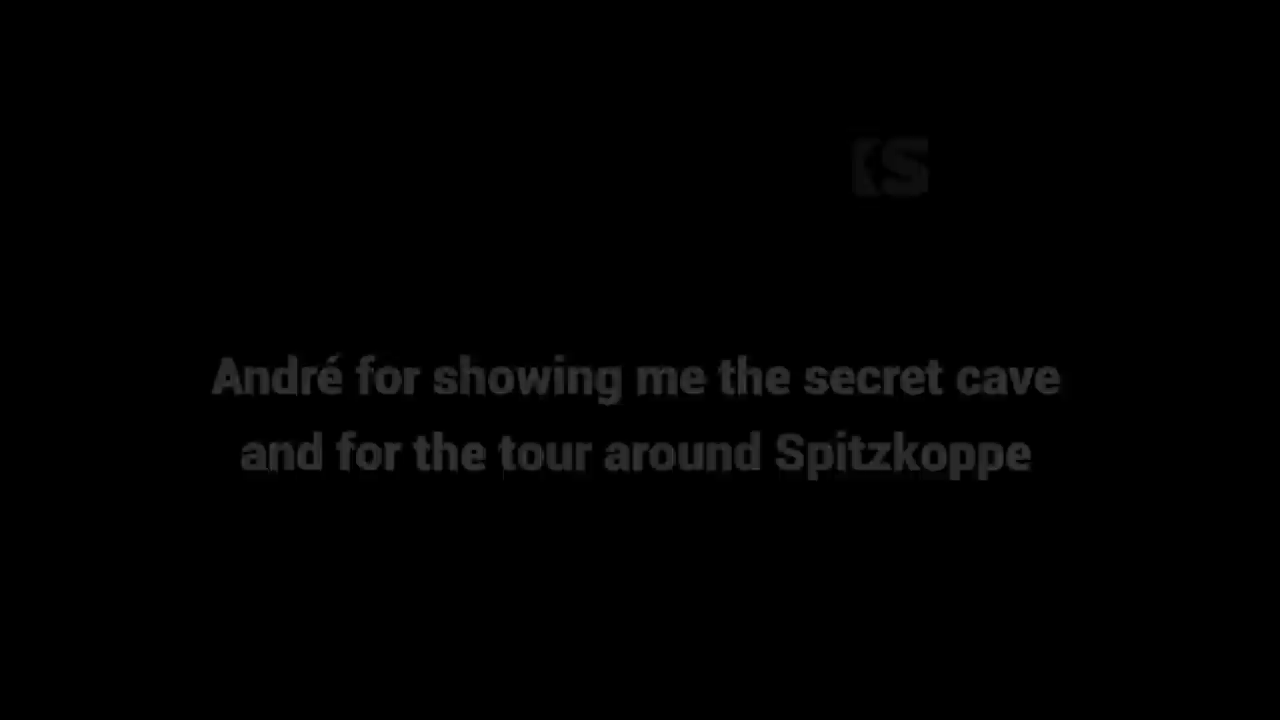 André for showing me the secret cave
and for the tour around Spitzkoppe